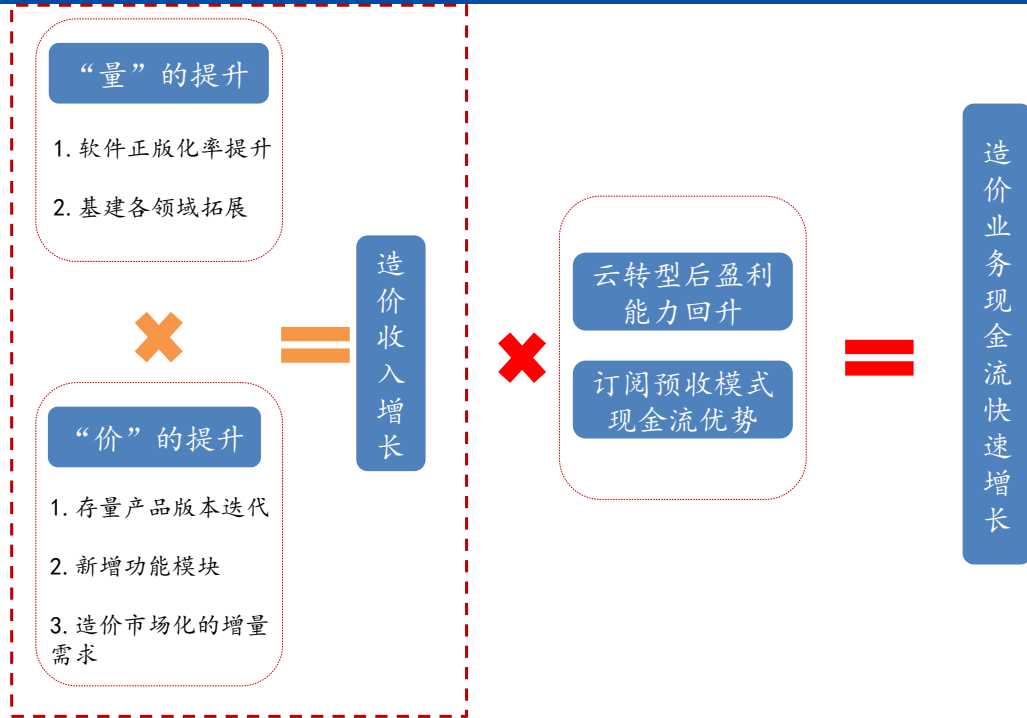 “量”的提升
1.软件正版化率提升
2.基建各领域拓展
“价”的提升
1.存量产品版本迭代
2.新增功能模块
3.造价市场化的增量
需求
造价收入增长
云转型后盈利
能力回升
订阅预收模式
现金流优势
造价业务现金流快速增长